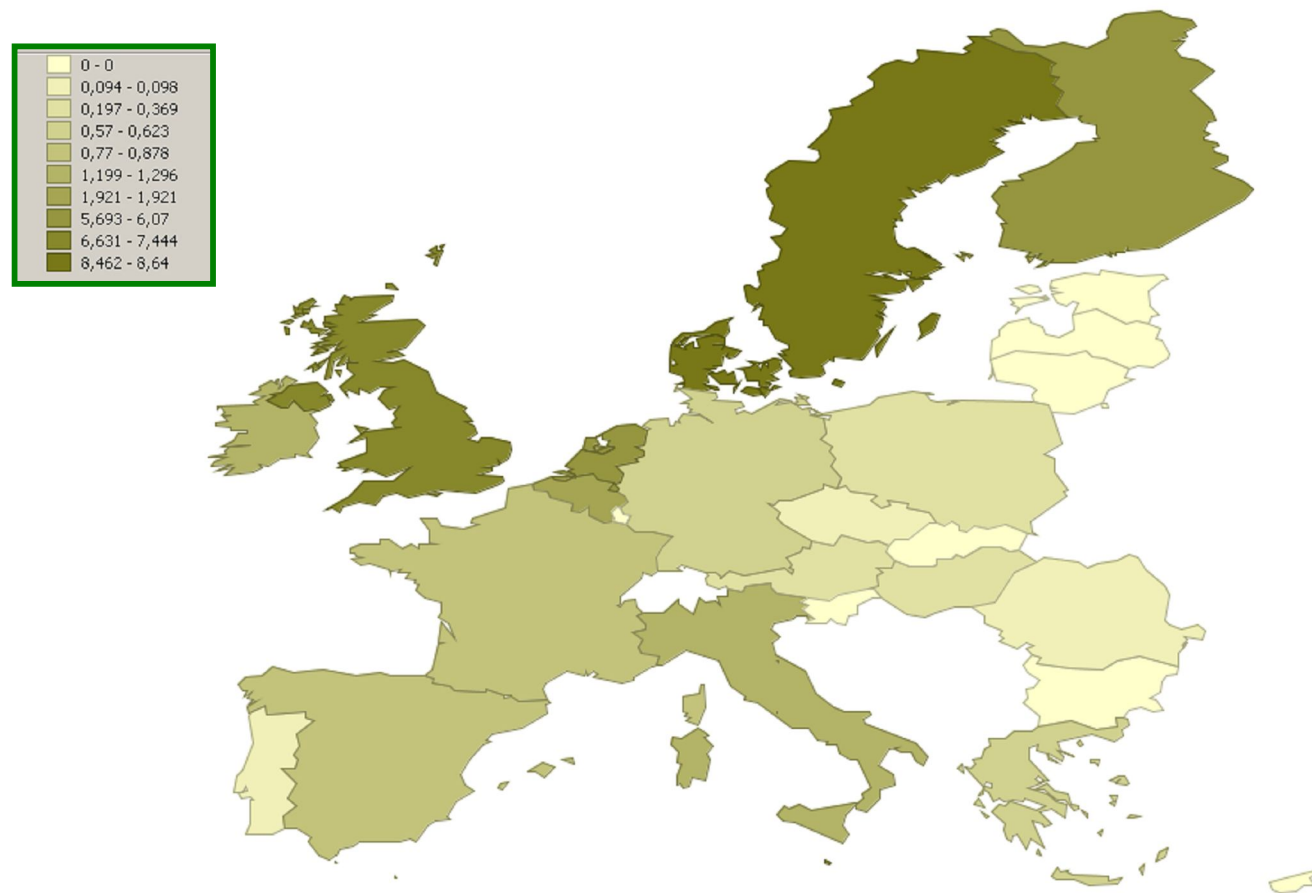 0 - 0
0,094 - 0,098
0,197 - 0,369
0,57 - 0,623
0,77 - 0,878
1,199 - 1,296
1,921 - 1,921
5,693 - 6,07
6,631 - 7,444
8,462 - 8,64